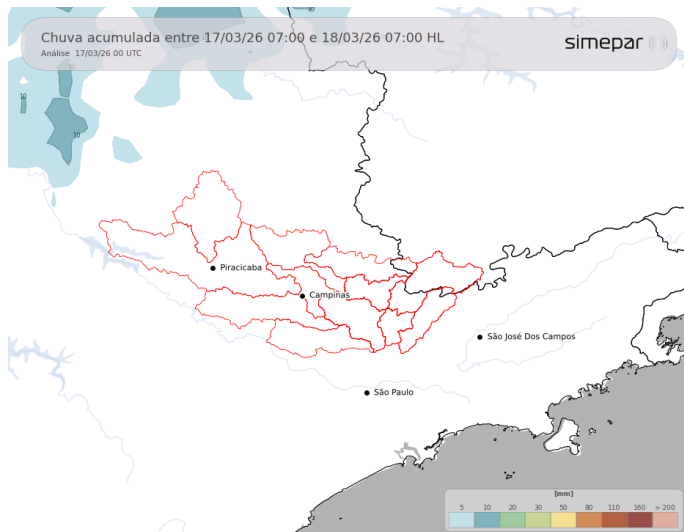 Chuva acumulada entre 17/03/26 07:00 e 18/03/26 07:00 HL
Análise 17/03/26 00 UTC
simepar
10
10
10
Piracicaba
Campinas
São José Dos Campos
São Paulo
[mm]
5 10 20 30 50 80 110 160 > 200